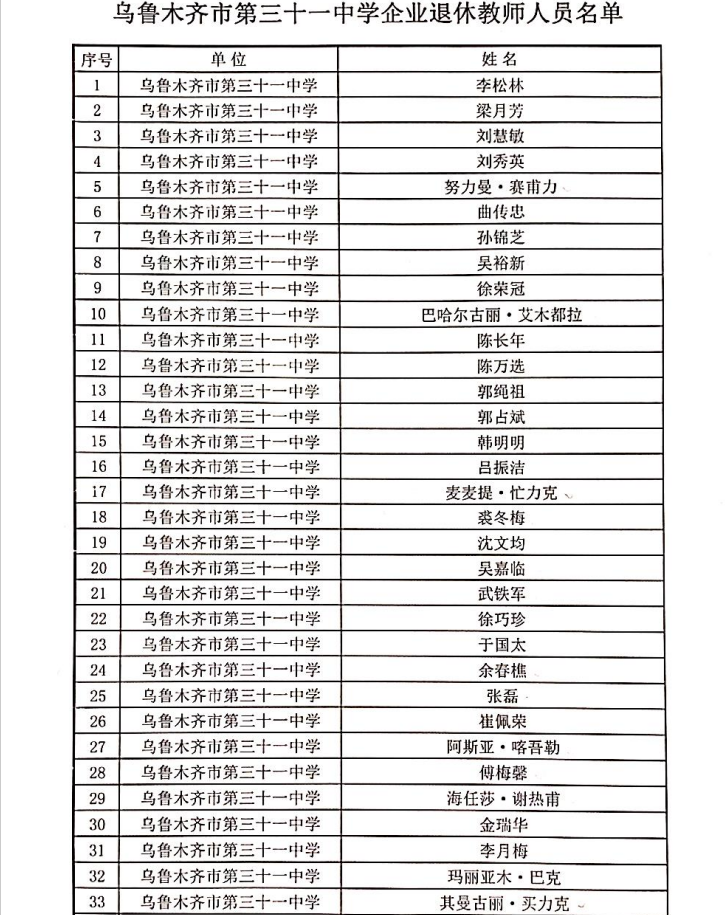 乌鲁木齐市第三十一中学企业退休教师人员名单
序号 单位 姓名
1 乌鲁木齐市第三十一中学 李松林
2 乌鲁木齐市第三十一中学 梁月芳
3 乌鲁木齐市第三十一中学 刘慧敏
4 乌鲁木齐市第三十一中学 刘秀英
5 乌鲁木齐市第三十一中学 努力曼·赛甫力
6 乌鲁木齐市第三十一中学 曲传忠
7 乌鲁木齐市第三十一中学 孙锦芝
8 乌鲁木齐市第三十一中学 吴裕新
9 乌鲁木齐市第三十一中学 徐荣冠
10 乌鲁木齐市第三十一中学 巴哈尔古丽·艾木都拉
11 乌鲁木齐市第三十一中学 陈长年
12 乌鲁木齐市第三十一中学 陈万选
13 乌鲁木齐市第三十一中学 郭绳祖
14 乌鲁木齐市第三十一中学 郭占斌
15 乌鲁木齐市第三十一中学 韩明明
16 乌鲁木齐市第三十一中学 吕振洁
17 乌鲁木齐市第三十一中学 麦麦提·忙力克
18 乌鲁木齐市第三十一中学 裘冬梅
19 乌鲁木齐市第三十一中学 沈文均
20 乌鲁木齐市第三十一中学 吴嘉临
21 乌鲁木齐市第三十一中学 武铁军
22 乌鲁木齐市第三十一中学 徐巧珍
23 乌鲁木齐市第三十一中学 于国太
24 乌鲁木齐市第三十一中学 余春樵
25 乌鲁木齐市第三十一中学 张磊
26 乌鲁木齐市第三十一中学 崔佩荣
27 乌鲁木齐市第三十一中学 阿斯亚·喀吾勒
28 乌鲁木齐市第三十一中学 傅梅馨
29 乌鲁木齐市第三十一中学 海任莎·谢热甫
30 乌鲁木齐市第三十一中学 金瑞华
31 乌鲁木齐市第三十一中学 李月梅
32 乌鲁木齐市第三十一中学 玛丽亚木·巴克
33 乌鲁木齐市第三十一中学 其曼古丽·买力克